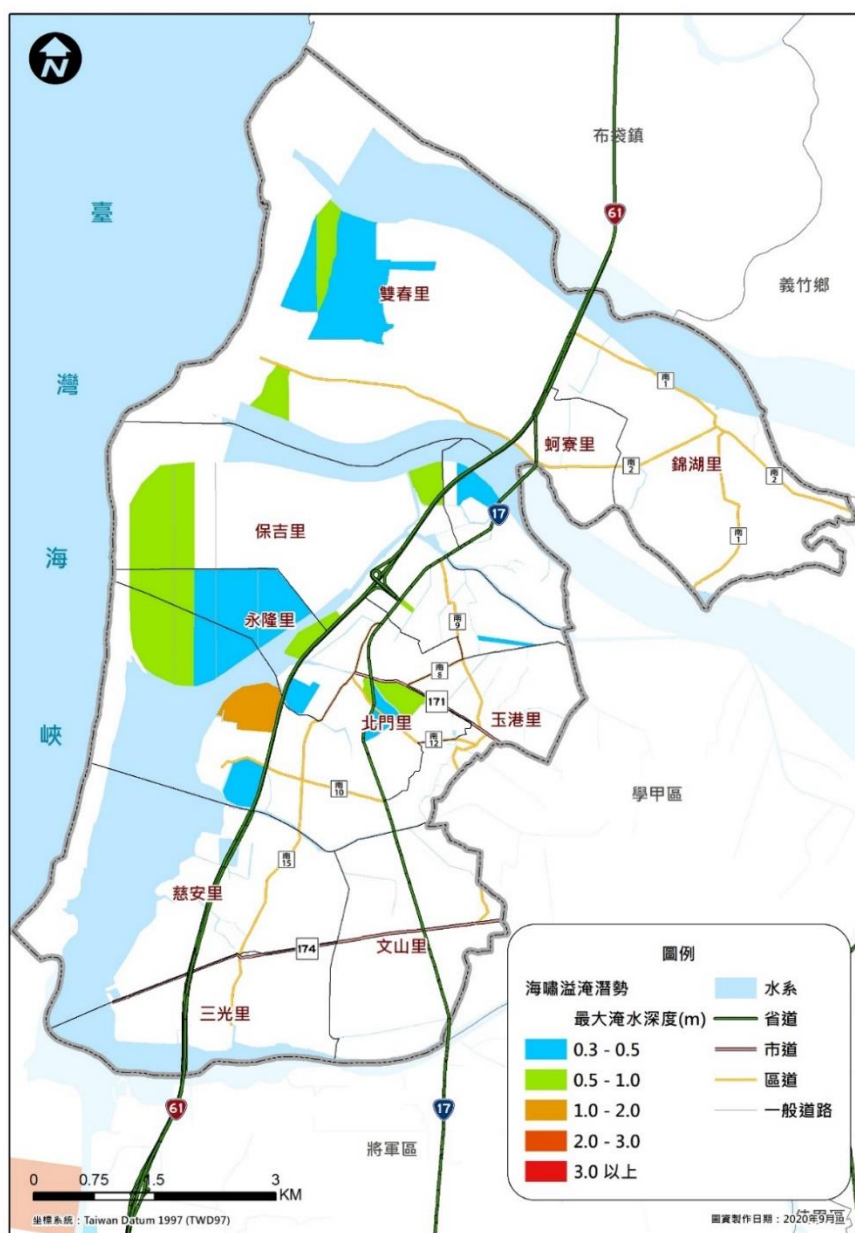 N
布袋鎮
臺
61
義竹鄉
雙春里
灣
南1
蚵寮里
南2
錦湖里
南2
17
南1
海
保吉里
永隆里
南9
南8
171
峽
北門里
玉港里
南12
南10
學甲區
南15
慈安里
174
文山里
三光里
圖例
海嘯溢淹潛勢
最大淹水深度(m)
0.3 - 0.5
0.5 - 1.0
1.0 - 2.0
2.0 - 3.0
3.0 以上
水系
省道
市道
區道
一般道路
61
17
將軍區
0 0.75 1.5 3
KM
坐標系統：Taiwan Datum 1997 (TWD97)
圖資製作日期：2020年9月